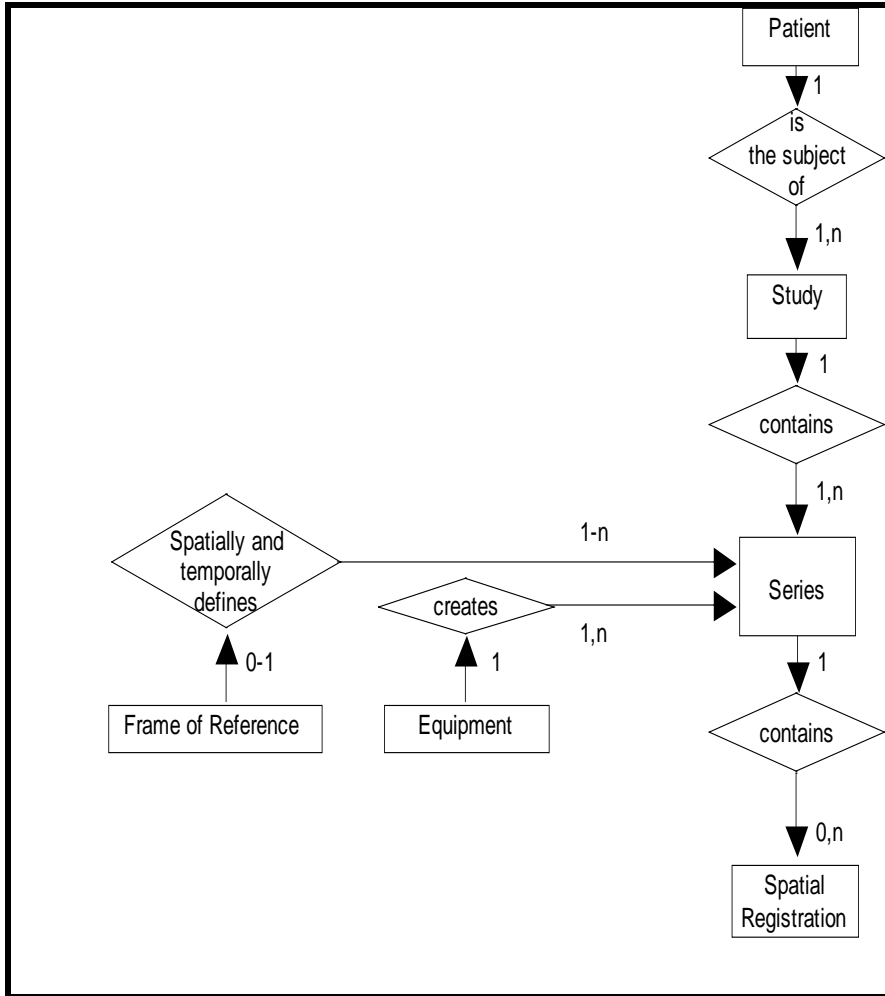 Patient
1
is
the subject
of
1,n
Study
1
contains
1,n
Spatially and
temporally
defines
1-n
creates
1,n
Series
0-1
1
1
Frame of Reference
Equipment
contains
0,n
Spatial
Registration